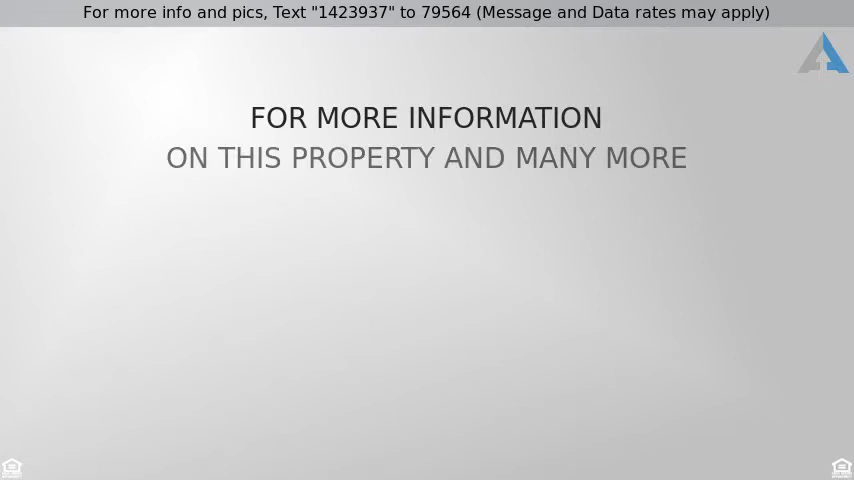 For more info and pics, Text "1423937" to 79564 (Message and Data rates may apply)
FOR MORE INFORMATION
ON THIS PROPERTY AND MANY MORE